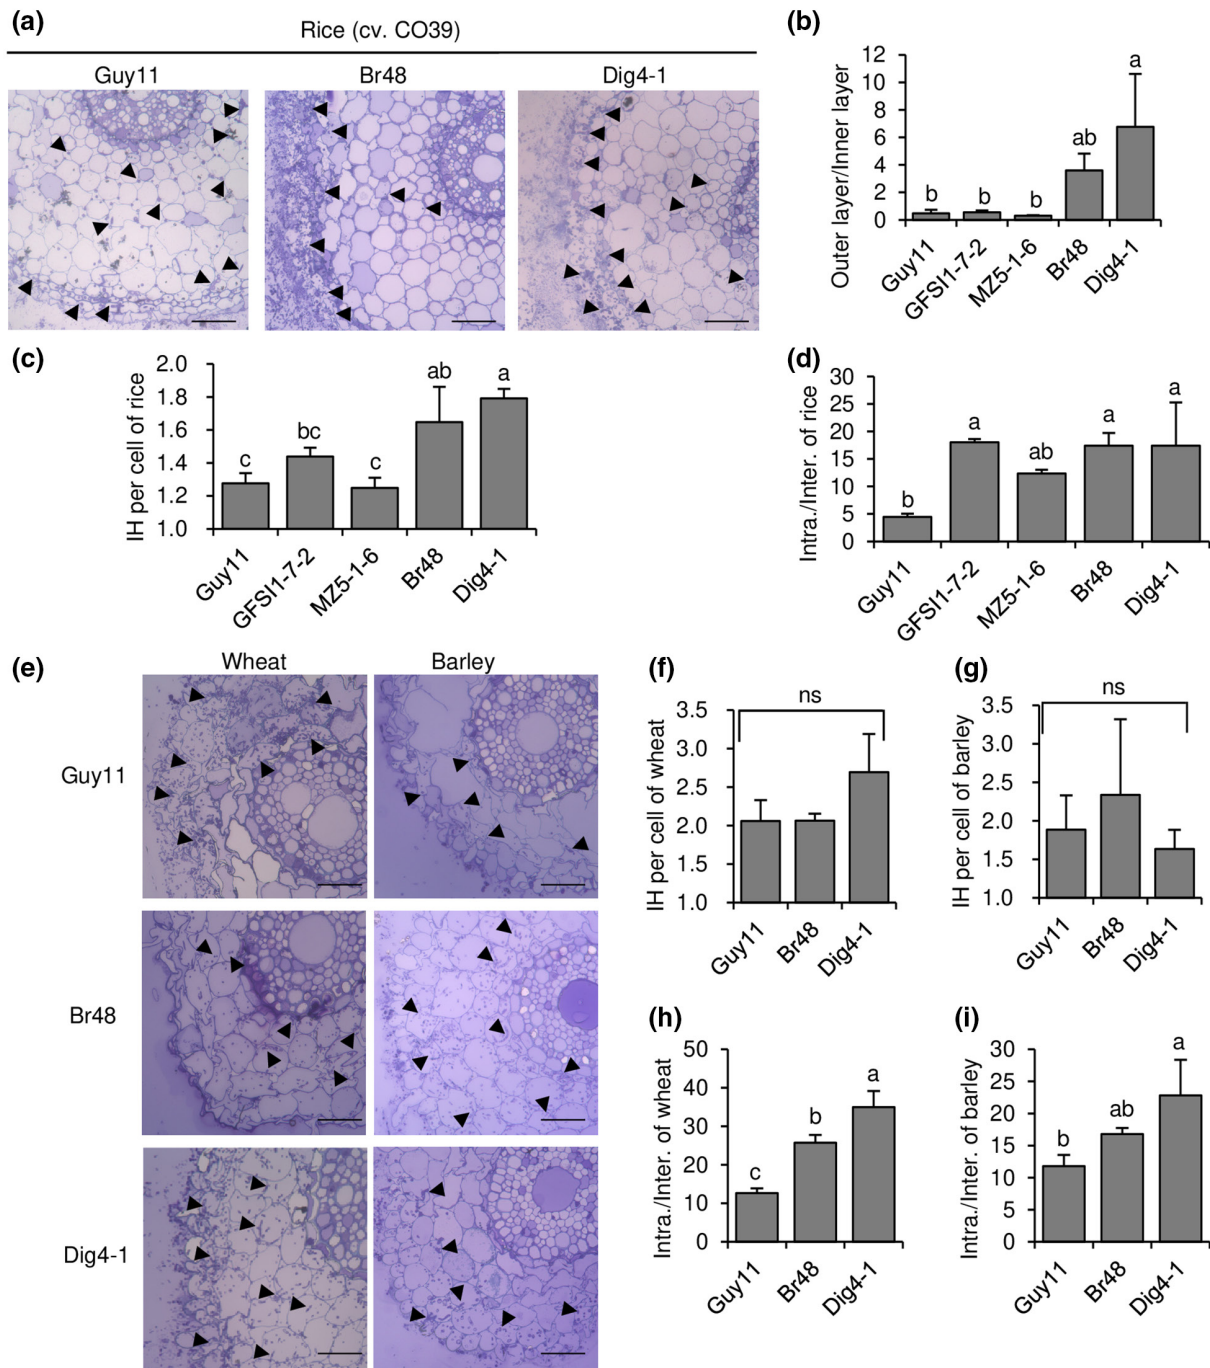 (a)
Rice (cv. CO39)
Guy11 Br48 Dig4-1
(b)
Outer layer/Inner layer
12
10
8
6
4
2
0
b b b ab a
Guy11 GFSI1-7-2 MZ5-1-6 Br48 Dig4-1
(c)
IH per cell of rice
2.0
1.8
1.6
1.4
1.2
1.0
c bc c ab a
Guy11 GFSI1-7-2 MZ5-1-6 Br48 Dig4-1
(d)
Intra./Inter. of rice
30
25
20
15
10
5
0
b a ab a a
Guy11 GFSI1-7-2 MZ5-1-6 Br48 Dig4-1
(e)
Wheat Barley
Guy11
Br48
Dig4-1
(f)
IH per cell of wheat
3.5
3.0
2.5
2.0
1.5
1.0
ns
Guy11 Br48 Dig4-1
(g)
IH per cell of barley
3.5
3.0
2.5
2.0
1.5
1.0
ns
Guy11 Br48 Dig4-1
(h)
Intra./Inter. of wheat
50
40
30
20
10
0
c b a
Guy11 Br48 Dig4-1
(i)
Intra./Inter. of barley
30
25
20
15
10
5
0
b ab a
Guy11 Br48 Dig4-1